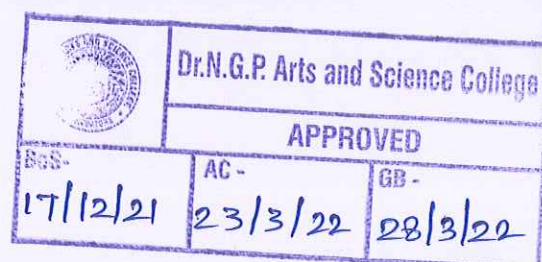 Dr.N.G.P. Arts and Science College
APPROVED
BoS-
AC -
GB -
17/12/21
23/3/22
28/3/22